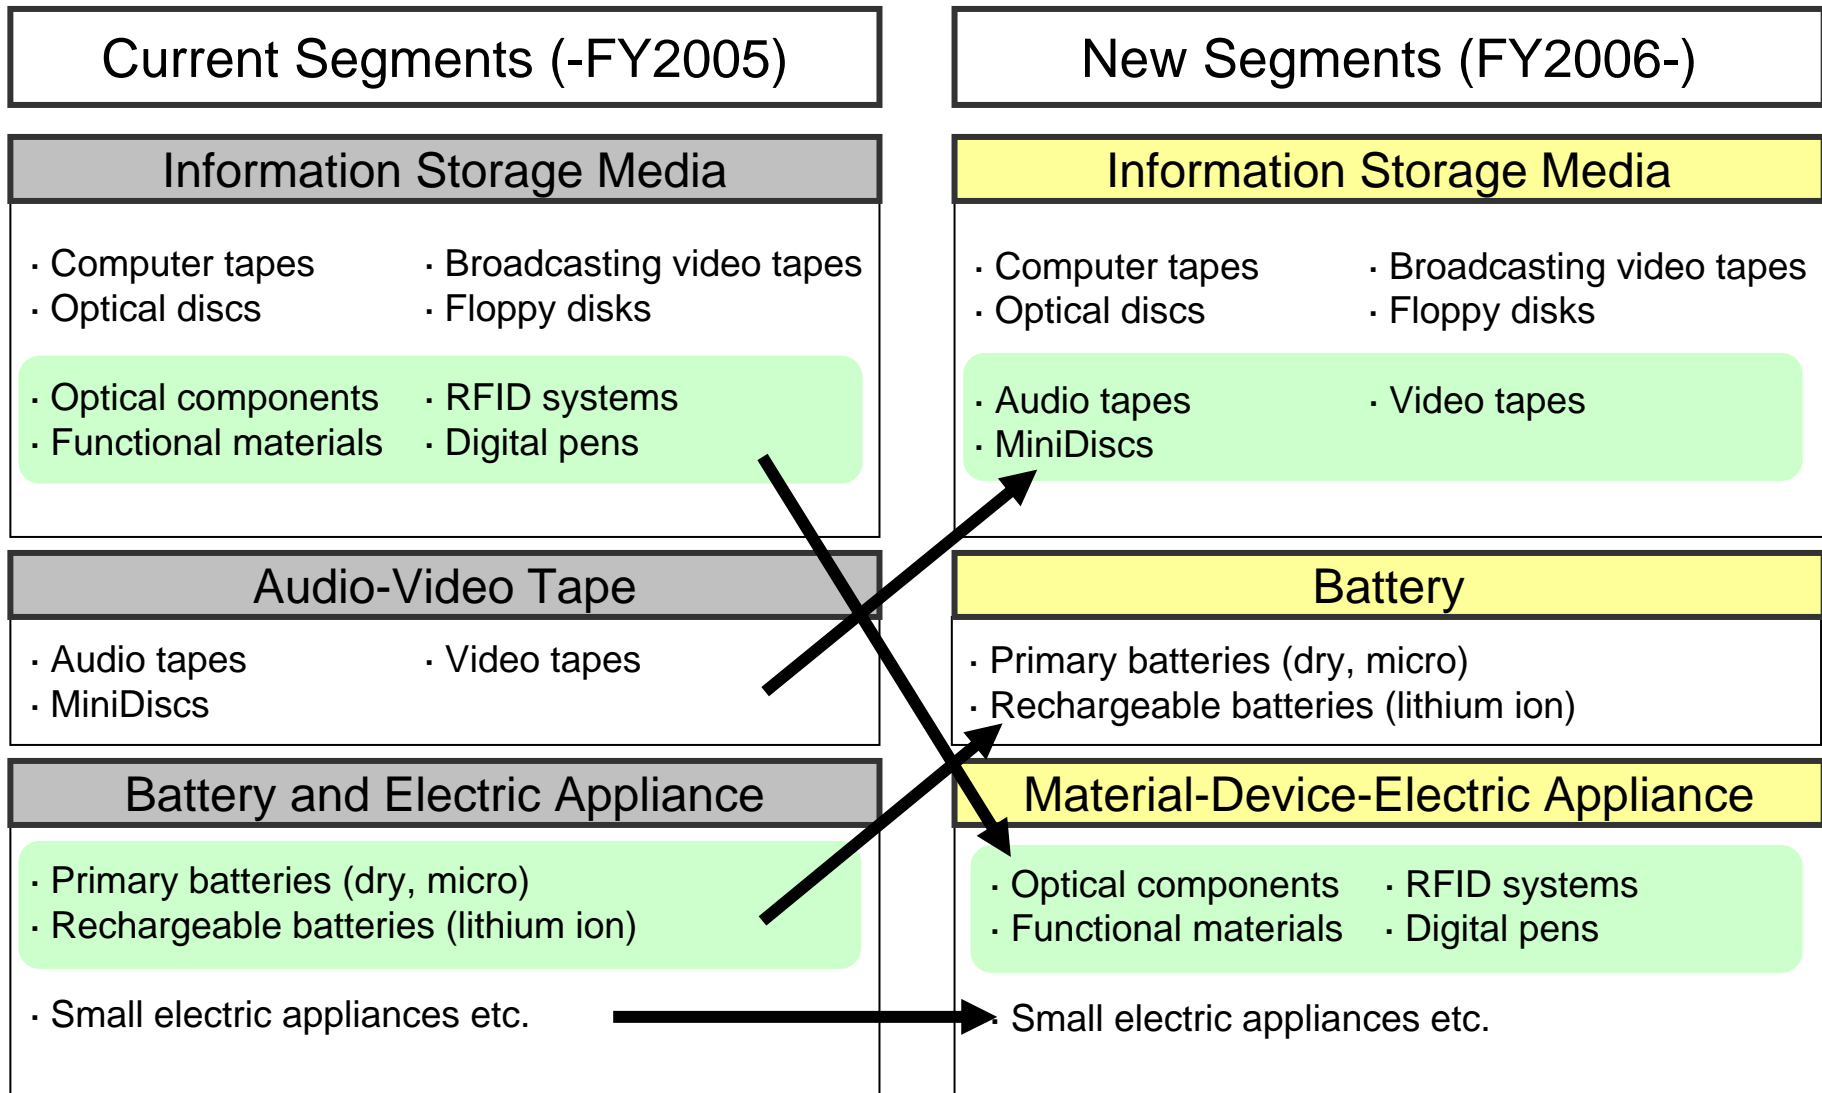 Current Segments (-FY2005)
Information Storage Media
· Computer tapes · Broadcasting video tapes
· Optical discs · Floppy disks
· Optical components · RFID systems
· Functional materials · Digital pens
Audio-Video Tape
· Audio tapes · Video tapes
· MiniDiscs
Battery and Electric Appliance
· Primary batteries (dry, micro)
· Rechargeable batteries (lithium ion)
· Small electric appliances etc.
New Segments (FY2006-)
Information Storage Media
· Computer tapes · Broadcasting video tapes
· Optical discs · Floppy disks
· Audio tapes · Video tapes
· MiniDiscs
Battery
· Primary batteries (dry, micro)
· Rechargeable batteries (lithium ion)
Material-Device-Electric Appliance
· Optical components · RFID systems
· Functional materials · Digital pens
· Small electric appliances etc.